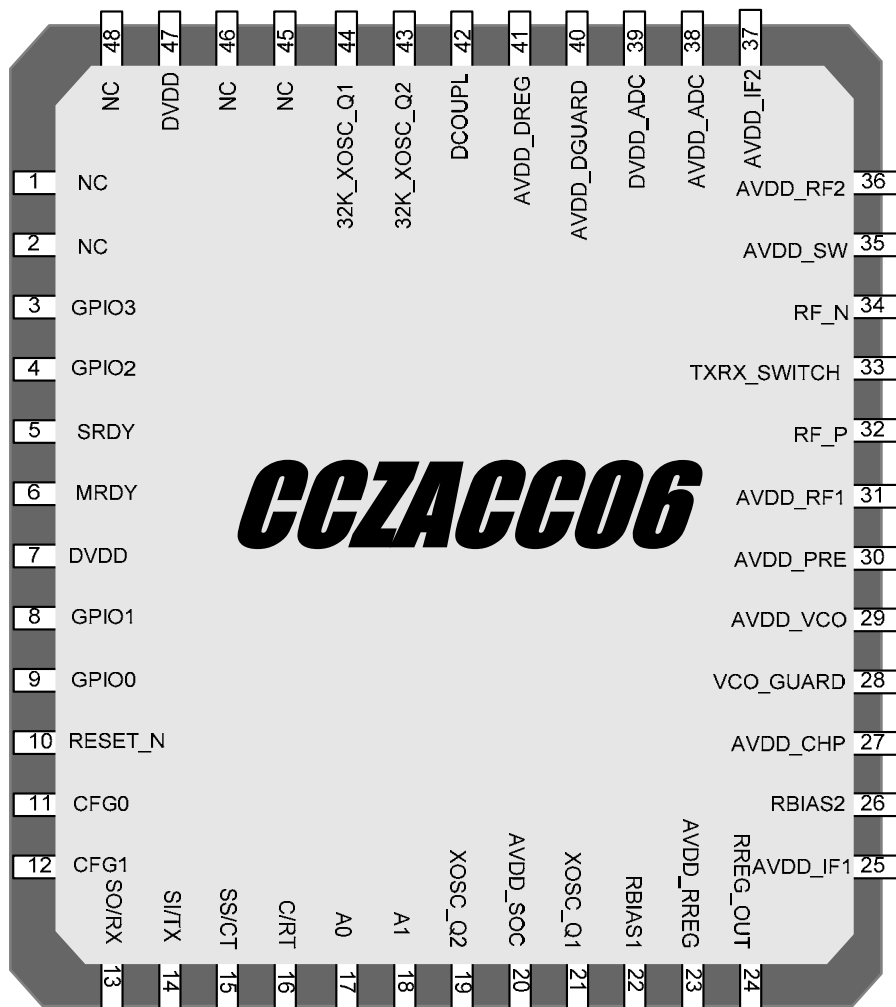 48 47 46 45 44 43 42 41 40 39 38 37
NC DVDD NC NC 32K_XOSC_Q1 32K_XOSC_Q2 DCOUPL AVDD_DREG AVDD_DGUARD DVDD_ADC AVDD_ADC AVDD_IF2
1 NC
2 NC
3 GPIO3
4 GPIO2
5 SRDY
6 MRDY
7 DVDD
8 GPIO1
9 GPIO0
10 RESET_N
11 CFG0
12 CFG1
CCZACC06
AVDD_RF2 36
AVDD_SW 35
RF_N 34
TXRX_SWITCH 33
RF_P 32
AVDD_RF1 31
AVDD_PRE 30
AVDD_VCO 29
VCO_GUARD 28
AVDD_CHP 27
RBIAS2 26
AVDD_IF1 25
SO/RX SI/TX SS/CT C/RT A0 A1 XOSC_Q2 AVDD_SOC XOSC_Q1 RBIAS1 AVDD_RREG RREG_OUT
13 14 15 16 17 18 19 20 21 22 23 24